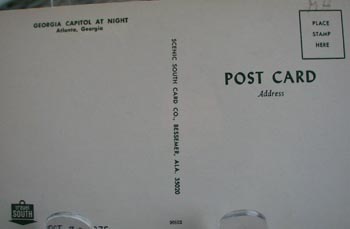 GEORGIA CAPITOL AT NIGHT
Atlanta, Georgia
SCENIC SOUTH CARD CO., BESSEMER, ALA. 35020
PLACE
STAMP
HERE
POST CARD
Address
SOUTH